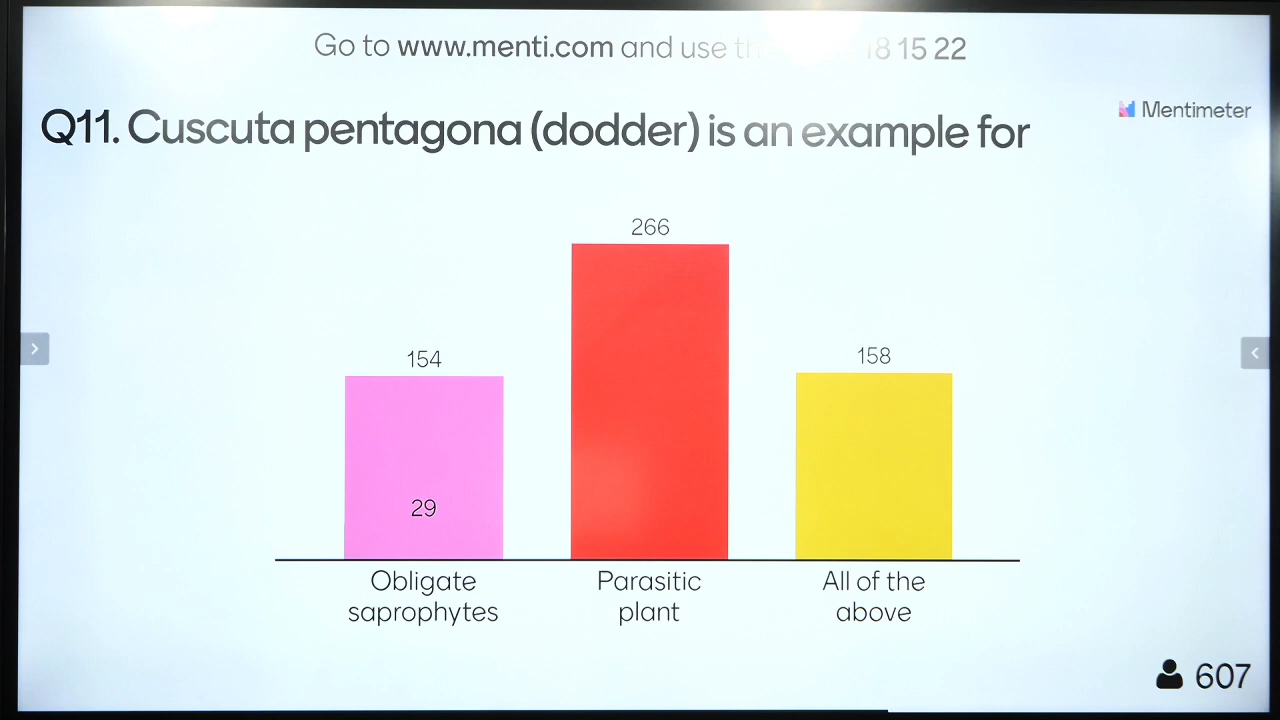 Go to www.menti.com and use 18 15 22
Mentimeter
Q11. Cuscuta pentagona (dodder) is an example for
266
154
158
29
Obligate saprophytes
Parasitic plant
All of the above
607